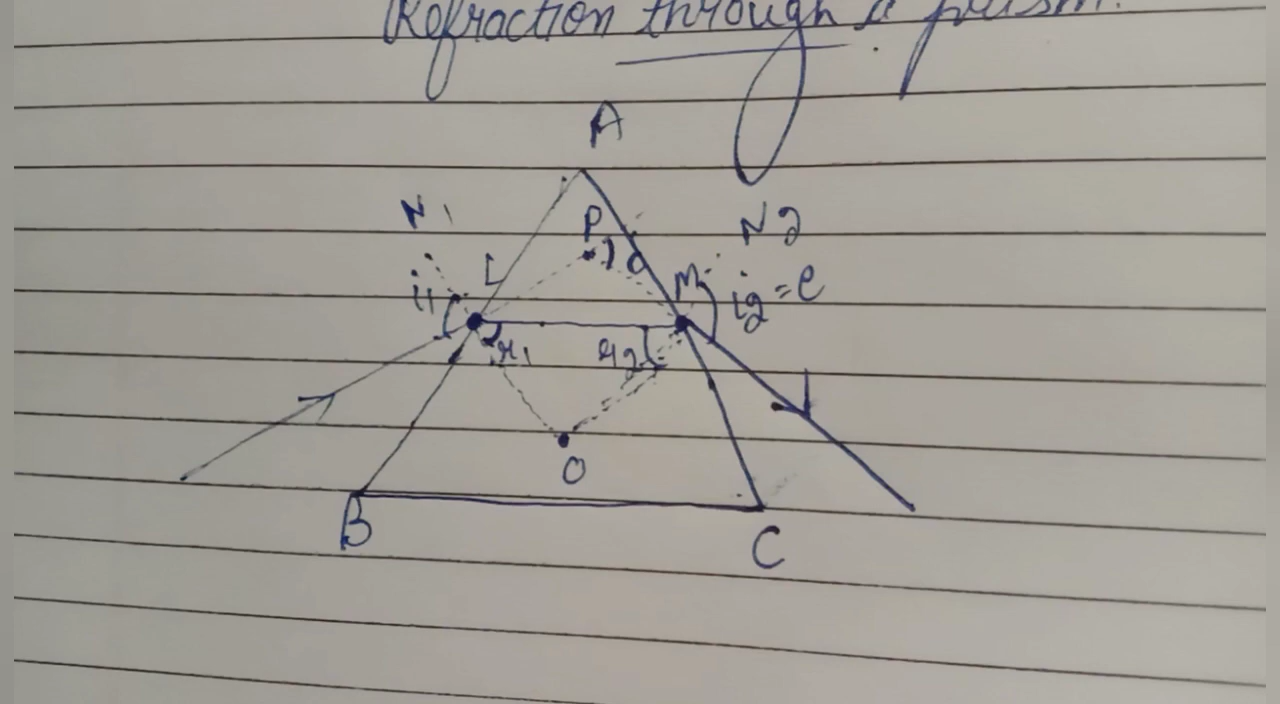 Refraction through a prism.
A
N1
P
N2
L
δ
M
i1
i2=e
r1
r2
O
B
C